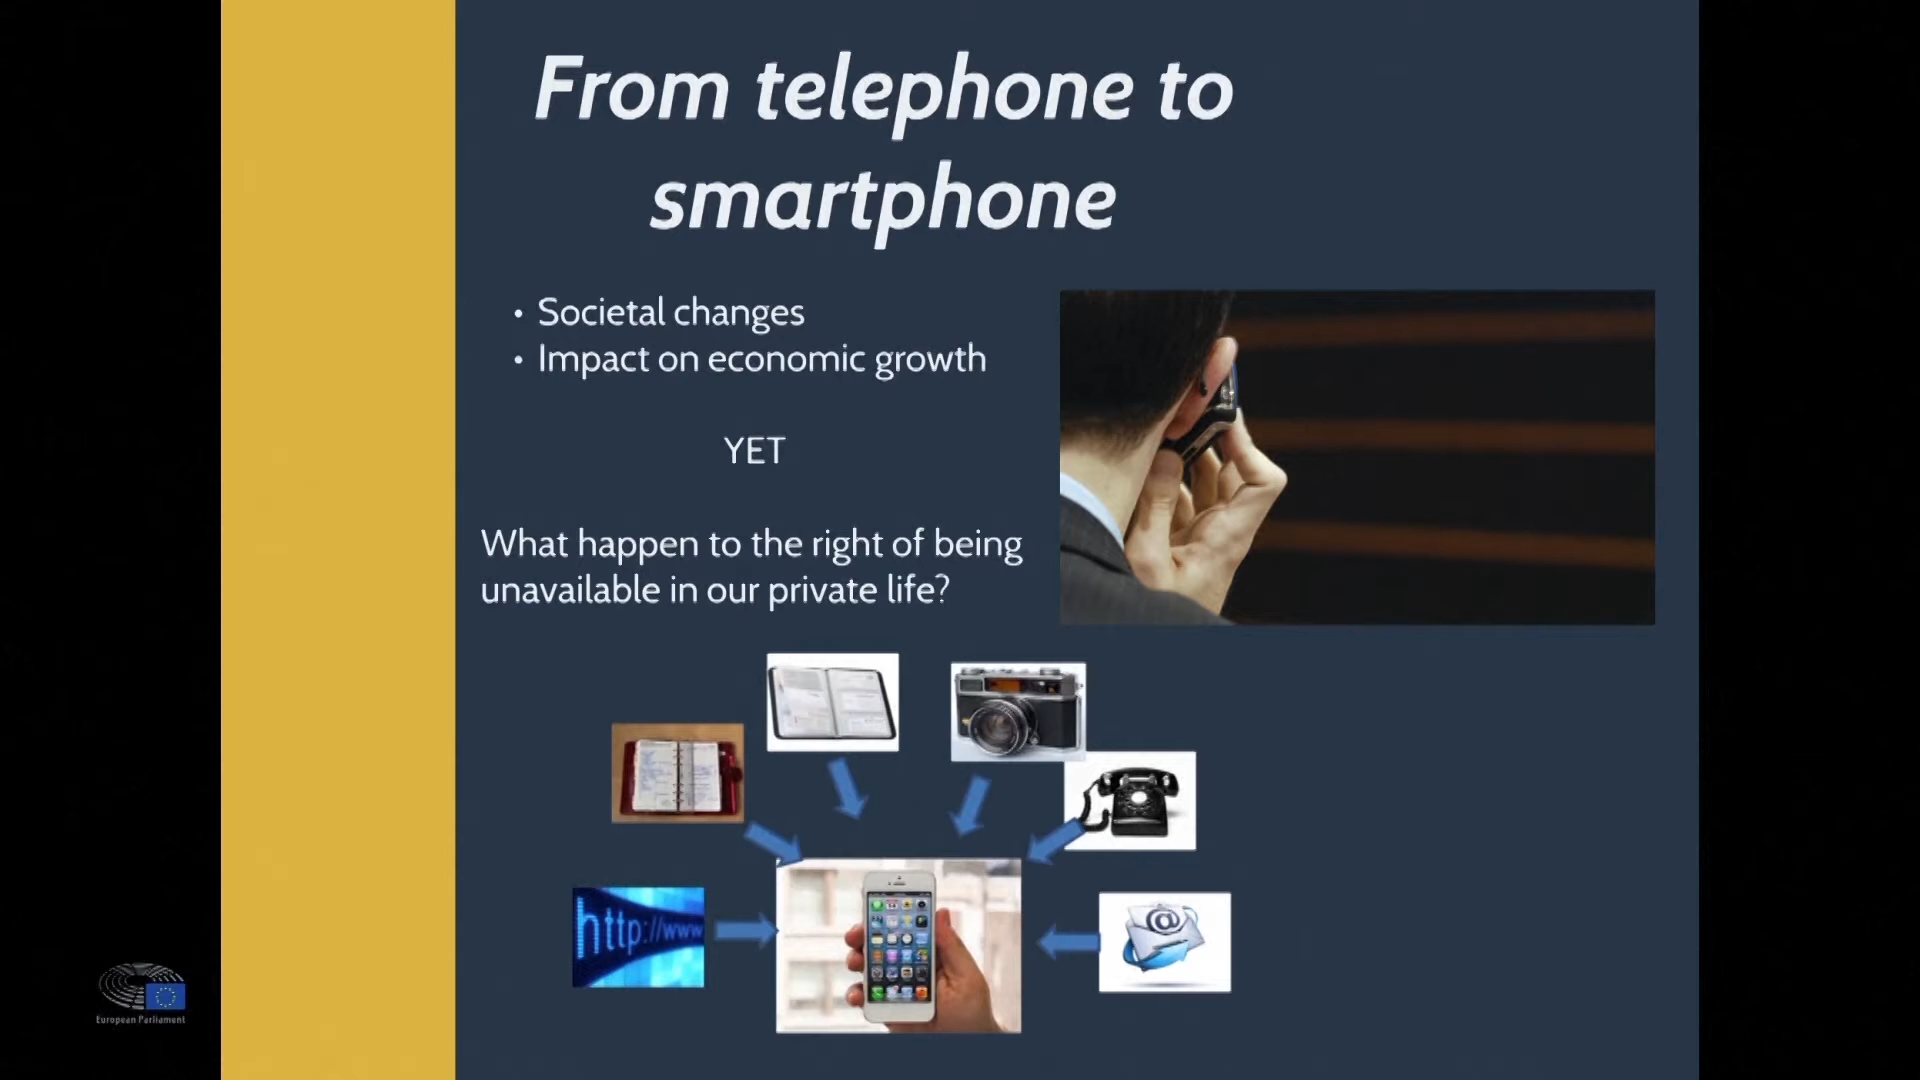 From telephone to
smartphone
• Societal changes
• Impact on economic growth
YET
What happen to the right of being
unavailable in our private life?
http://www
@
European Parliament